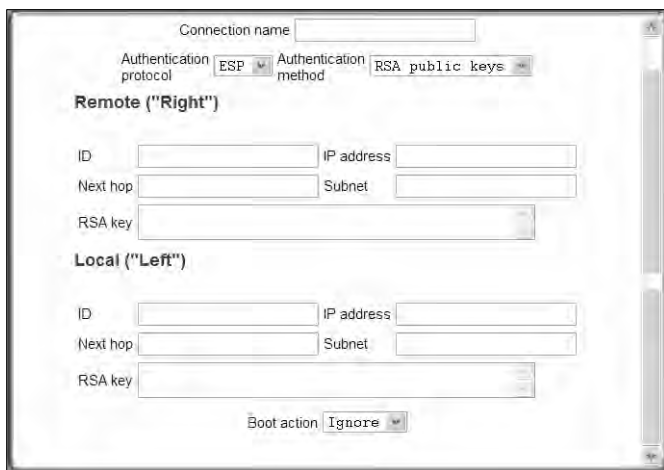 Connection name
Authentication protocol ESP Authentication method RSA public keys
Remote ("Right")
ID IP address
Next hop Subnet
RSA key
Local ("Left")
ID IP address
Next hop Subnet
RSA key
Boot action Ignore